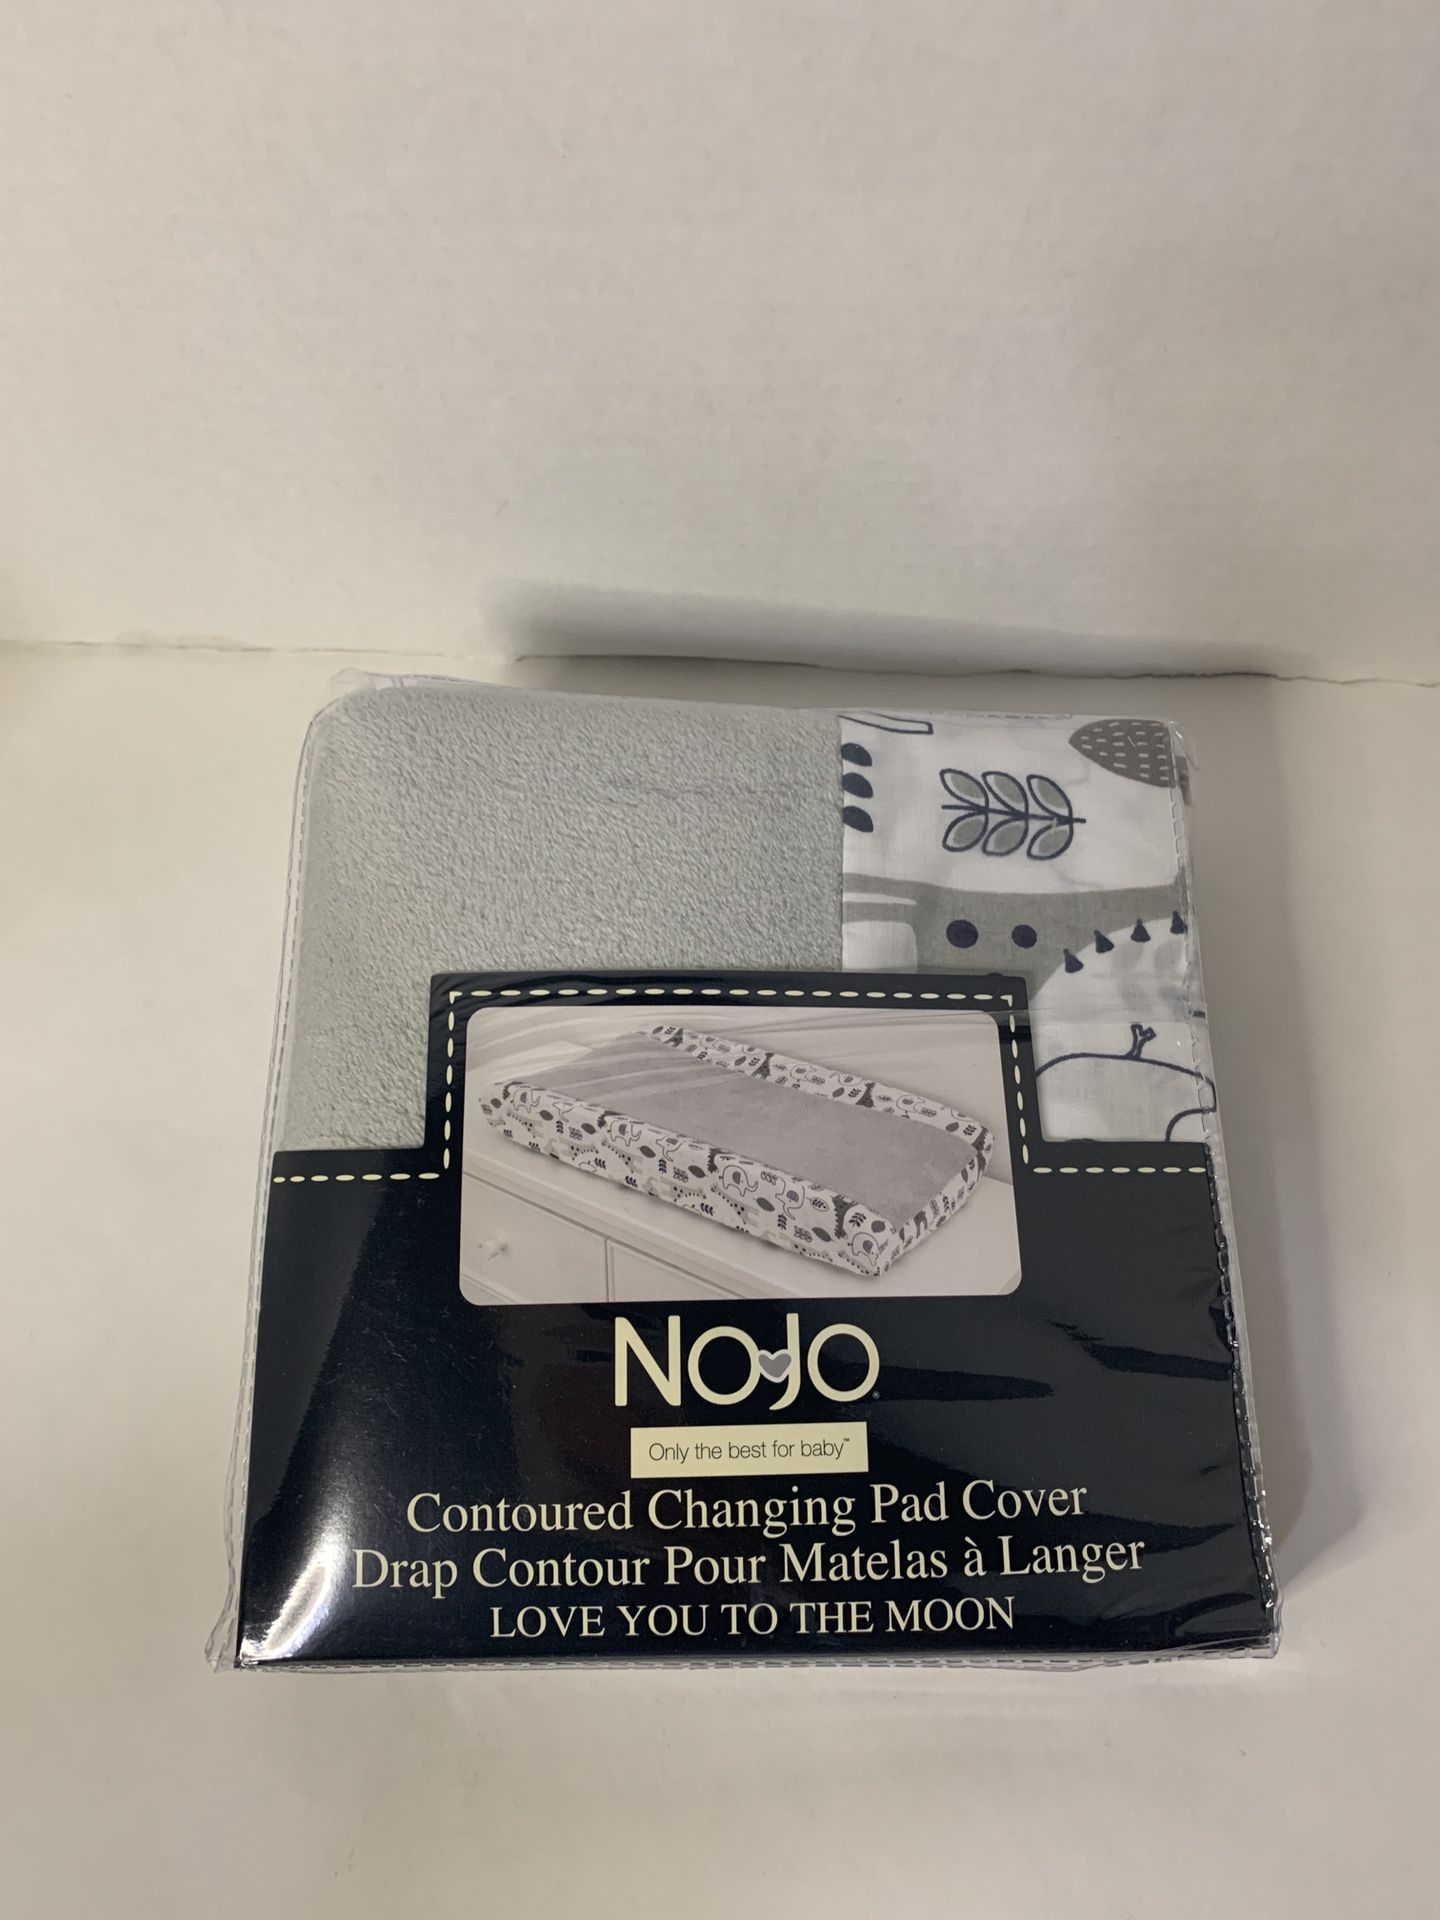 NoJo®
Only the best for baby™
Contoured Changing Pad Cover
Drap Contour Pour Matelas à Langer
LOVE YOU TO THE MOON